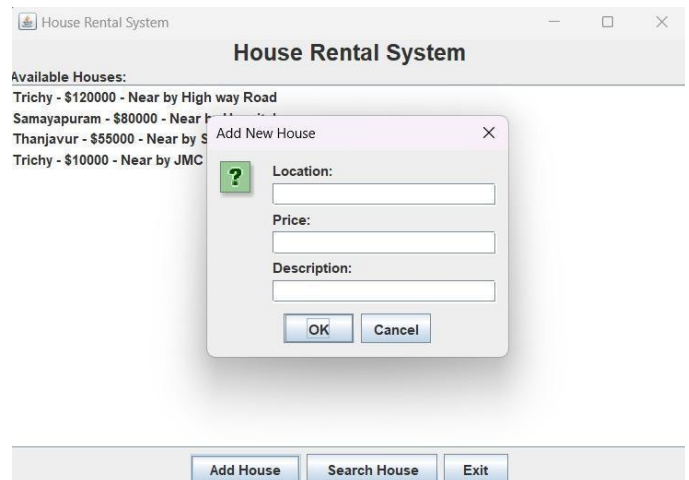 House Rental System
House Rental System
Available Houses:
Trichy - $120000 - Near by High way Road
Samayapuram - $80000 - Near
Thanjavur - $55000 - Near by
Trichy - $10000 - Near by JMC
Add New House
?
Location:
Price:
Description:
OK
Cancel
Add House
Search House
Exit